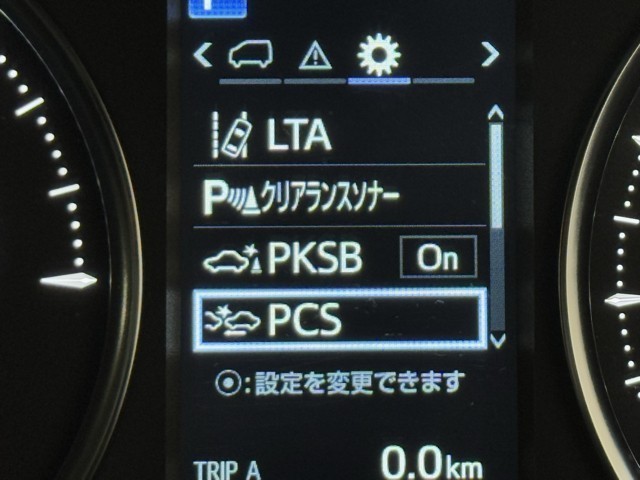 LTA
Pクリアランスソナー
PKSB On
PCS
:設定を変更できます
TRIP A 0.0km